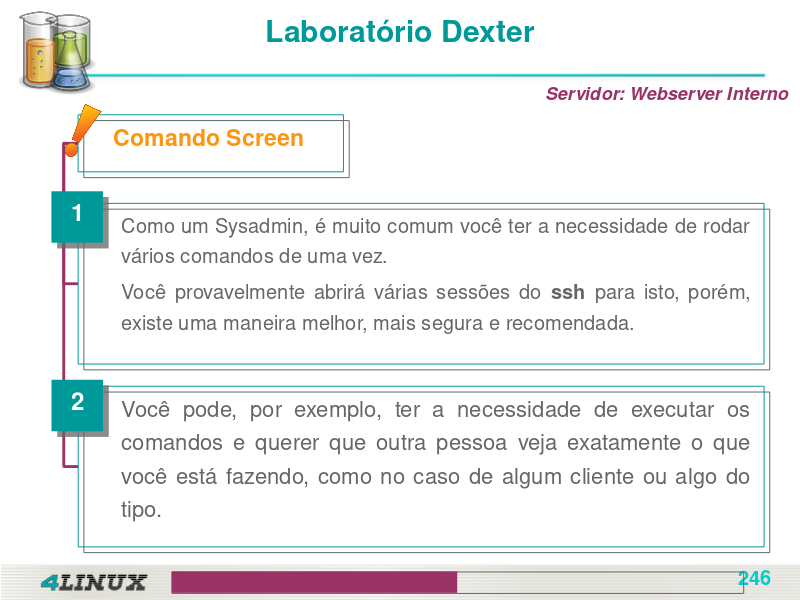 Laboratório Dexter
Servidor: Webserver Interno
Comando Screen
1
Como um Sysadmin, é muito comum você ter a necessidade de rodar
vários comandos de uma vez.
Você provavelmente abrirá várias sessões do ssh para isto, porém,
existe uma maneira melhor, mais segura e recomendada.
2
Você pode, por exemplo, ter a necessidade de executar os
comandos e querer que outra pessoa veja exatamente o que
você está fazendo, como no caso de algum cliente ou algo do
tipo.
4LINUX
246